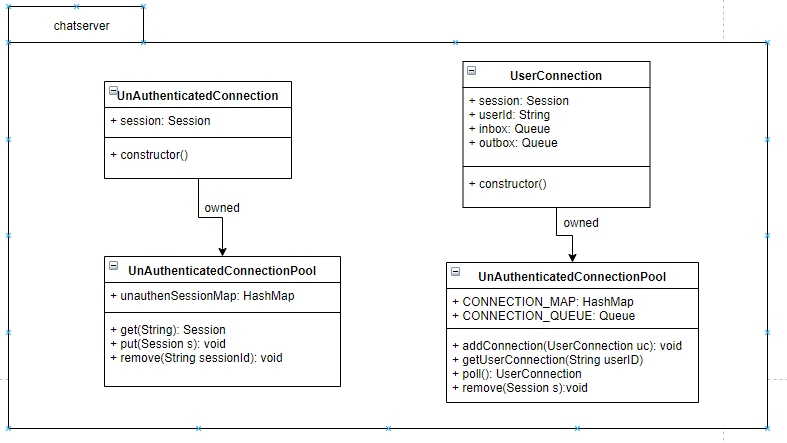 chatserver
UnAuthenticatedConnection
+ session: Session
+ constructor()
owned
UnAuthenticatedConnectionPool
+ unauthenSessionMap: HashMap
+ get(String): Session
+ put(Session s): void
+ remove(String sessionId): void
UserConnection
+ session: Session
+ userId: String
+ inbox: Queue
+ outbox: Queue
+ constructor()
owned
UnAuthenticatedConnectionPool
+ CONNECTION_MAP: HashMap
+ CONNECTION_QUEUE: Queue
+ addConnection(UserConnection uc): void
+ getUserConnection(String userID)
+ poll(): UserConnection
+ remove(Session s):void